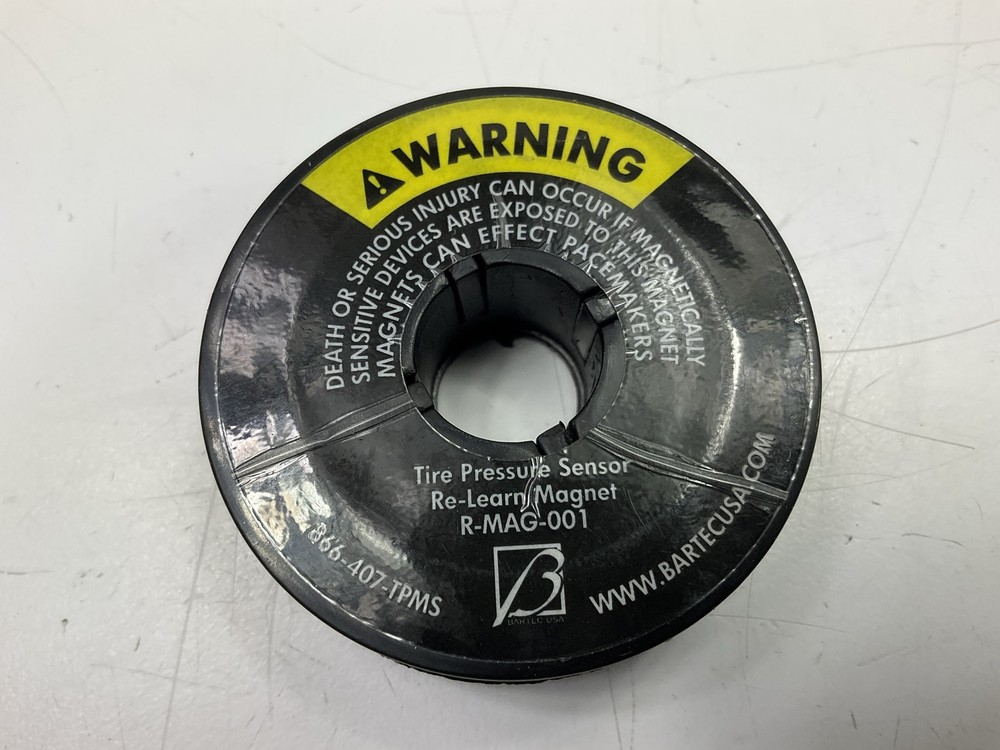 WARNING
DEATH OR SERIOUS INJURY CAN OCCUR IF MAGNETICALLY
SENSITIVE DEVICES ARE EXPOSED TO THIS MAGNET
MAGNETS CAN EFFECT PACEMAKERS
Tire Pressure Sensor
Re-Learn Magnet
R-MAG-001
866-407-TPMS
WWW.BARTECUSA.COM
BARTEC USA